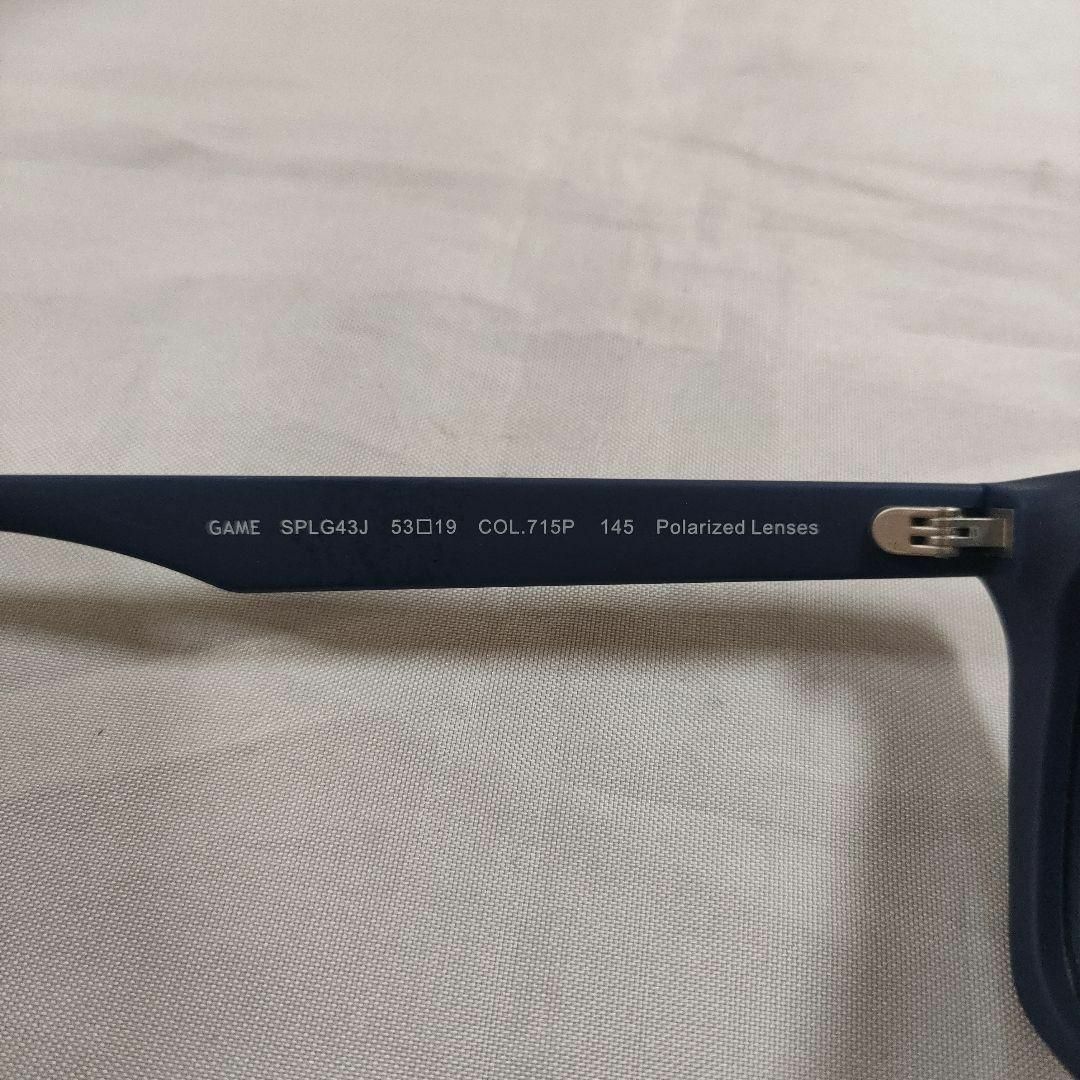 GAME SPLG43J 53□19 COL.715P 145 Polarized Lenses